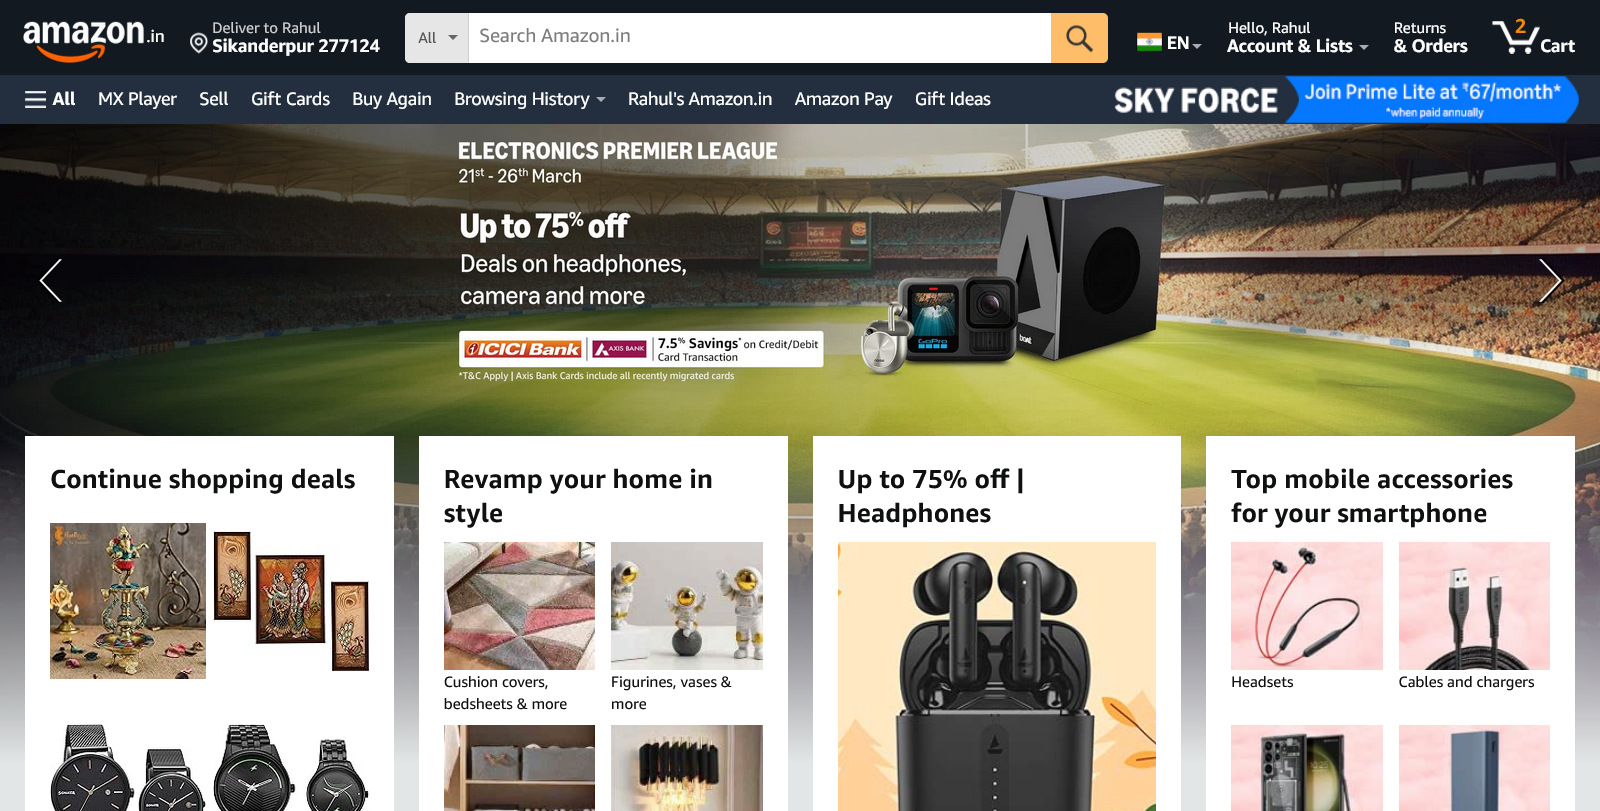 amazon.in
Deliver to Rahul
Sikanderpur 277124
All
Search Amazon.in
EN
Hello, Rahul
Account & Lists
Returns
& Orders
2
Cart
All
MX Player
Sell
Gift Cards
Buy Again
Browsing History
Rahul's Amazon.in
Amazon Pay
Gift Ideas
SKY FORCE
Join Prime Lite at ₹67/month*
*when paid annually
ELECTRONICS PREMIER LEAGUE
21st - 26th March
Up to 75% off
Deals on headphones,
camera and more
ICICI Bank
AXIS BANK
7.5% Savings* on Credit/Debit
Card Transaction
*T&C Apply | Axis Bank Cards include all recently migrated cards
GoPro
boAt
Continue shopping deals
Revamp your home in
style
Up to 75% off |
Headphones
Top mobile accessories
for your smartphone
Cushion covers,
bedsheets & more
Figurines, vases &
more
Headsets
Cables and chargers
SONATA
SONATA